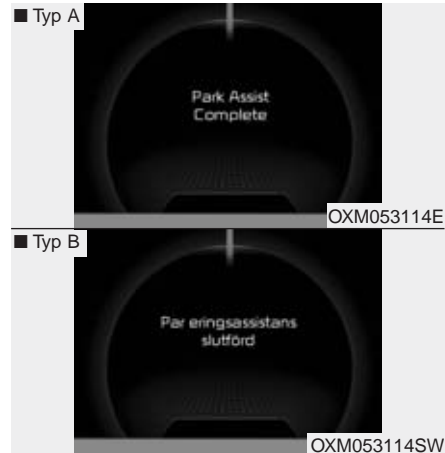 ■ Typ A
Park Assist
Complete
OXM053114E
■ Typ B
Par eringsassistans
slutförd
OXM053114SW